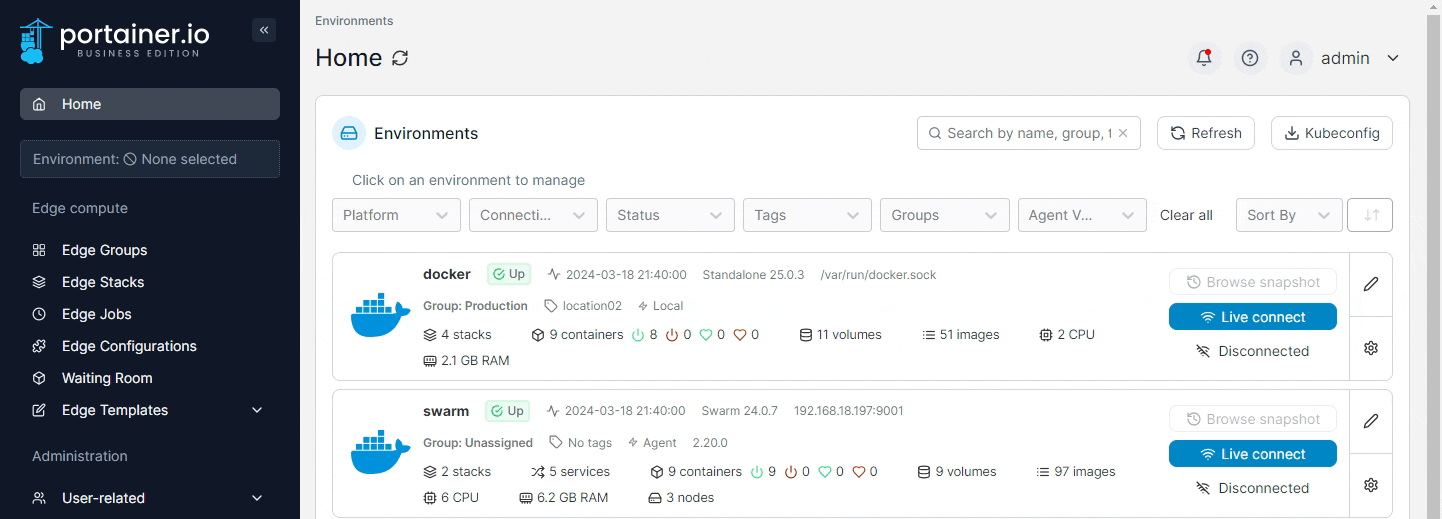 portainer.io
BUSINESS EDITION
Home
Environment: None selected
Edge compute
Edge Groups
Edge Stacks
Edge Jobs
Edge Configurations
Waiting Room
Edge Templates
Administration
User-related
Environments
Home
admin
Environments
Search by name, group, t
Refresh
Kubeconfig
Click on an environment to manage
Platform Connecti... Status Tags Groups Agent V... Clear all Sort By
docker Up 2024-03-18 21:40:00 Standalone 25.0.3 /var/run/docker.sock
Group: Production location02 Local
4 stacks 9 containers 8 0 0 0 11 volumes 51 images 2 CPU
2.1 GB RAM
Browse snapshot
Live connect
Disconnected
swarm Up 2024-03-18 21:40:00 Swarm 24.0.7 192.168.18.197:9001
Group: Unassigned No tags Agent 2.20.0
2 stacks 5 services 9 containers 9 0 0 0 9 volumes 97 images
6 CPU 6.2 GB RAM 3 nodes
Browse snapshot
Live connect
Disconnected